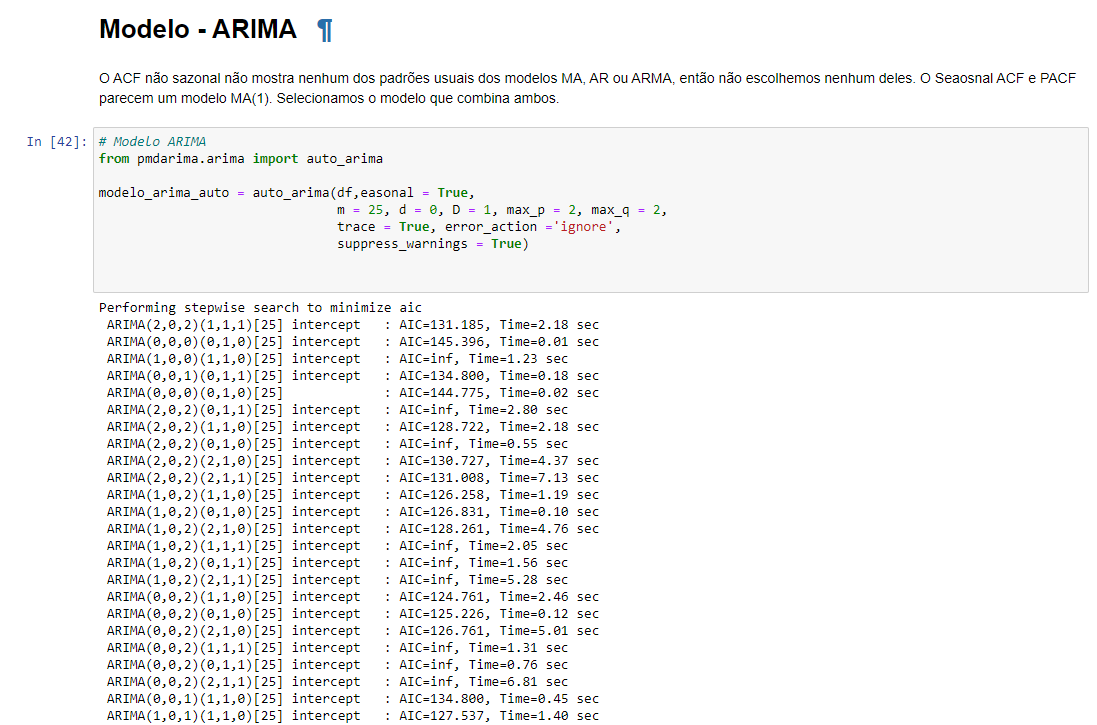 Modelo - ARIMA ¶
O ACF não sazonal não mostra nenhum dos padrões usuais dos modelos MA, AR ou ARMA, então não escolhemos nenhum deles. O Seaosnal ACF e PACF
parecem um modelo MA(1). Selecionamos o modelo que combina ambos.
In [42]: # Modelo ARIMA
from pmdarima.arima import auto_arima
modelo_arima_auto = auto_arima(df,easonal = True,
m = 25, d = 0, D = 1, max_p = 2, max_q = 2,
trace = True, error_action ='ignore',
suppress_warnings = True)
Performing stepwise search to minimize aic
ARIMA(2,0,2)(1,1,1)[25] intercept   : AIC=131.185, Time=2.18 sec
ARIMA(0,0,0)(0,1,0)[25] intercept   : AIC=145.396, Time=0.01 sec
ARIMA(1,0,0)(1,1,0)[25] intercept   : AIC=inf, Time=1.23 sec
ARIMA(0,0,1)(0,1,1)[25] intercept   : AIC=134.800, Time=0.18 sec
ARIMA(0,0,0)(0,1,0)[25]             : AIC=144.775, Time=0.02 sec
ARIMA(2,0,2)(0,1,1)[25] intercept   : AIC=inf, Time=2.80 sec
ARIMA(2,0,2)(1,1,0)[25] intercept   : AIC=128.722, Time=2.18 sec
ARIMA(2,0,2)(0,1,0)[25] intercept   : AIC=inf, Time=0.55 sec
ARIMA(2,0,2)(2,1,0)[25] intercept   : AIC=130.727, Time=4.37 sec
ARIMA(2,0,2)(2,1,1)[25] intercept   : AIC=131.008, Time=7.13 sec
ARIMA(1,0,2)(1,1,0)[25] intercept   : AIC=126.258, Time=1.19 sec
ARIMA(1,0,2)(0,1,0)[25] intercept   : AIC=126.831, Time=0.10 sec
ARIMA(1,0,2)(2,1,0)[25] intercept   : AIC=128.261, Time=4.76 sec
ARIMA(1,0,2)(1,1,1)[25] intercept   : AIC=inf, Time=2.05 sec
ARIMA(1,0,2)(0,1,1)[25] intercept   : AIC=inf, Time=1.56 sec
ARIMA(1,0,2)(2,1,1)[25] intercept   : AIC=inf, Time=5.28 sec
ARIMA(0,0,2)(1,1,0)[25] intercept   : AIC=124.761, Time=2.46 sec
ARIMA(0,0,2)(0,1,0)[25] intercept   : AIC=125.226, Time=0.12 sec
ARIMA(0,0,2)(2,1,0)[25] intercept   : AIC=126.761, Time=5.01 sec
ARIMA(0,0,2)(1,1,1)[25] intercept   : AIC=inf, Time=1.31 sec
ARIMA(0,0,2)(0,1,1)[25] intercept   : AIC=inf, Time=0.76 sec
ARIMA(0,0,2)(2,1,1)[25] intercept   : AIC=inf, Time=6.81 sec
ARIMA(0,0,1)(1,1,0)[25] intercept   : AIC=134.800, Time=0.45 sec
ARIMA(1,0,1)(1,1,0)[25] intercept   : AIC=127.537, Time=1.40 sec